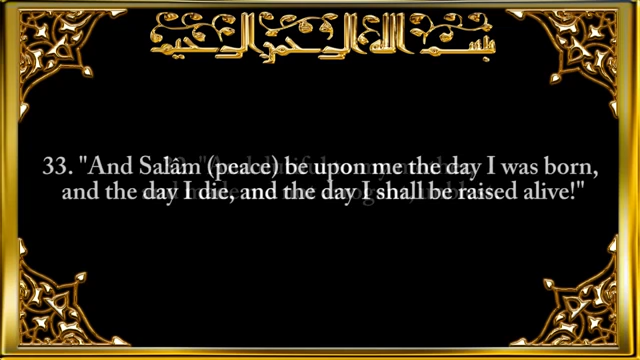 بسم الله الرحمن الرحيم
33. "And Salâm (peace) be upon me the day I was born,
and the day I die, and the day I shall be raised alive!"